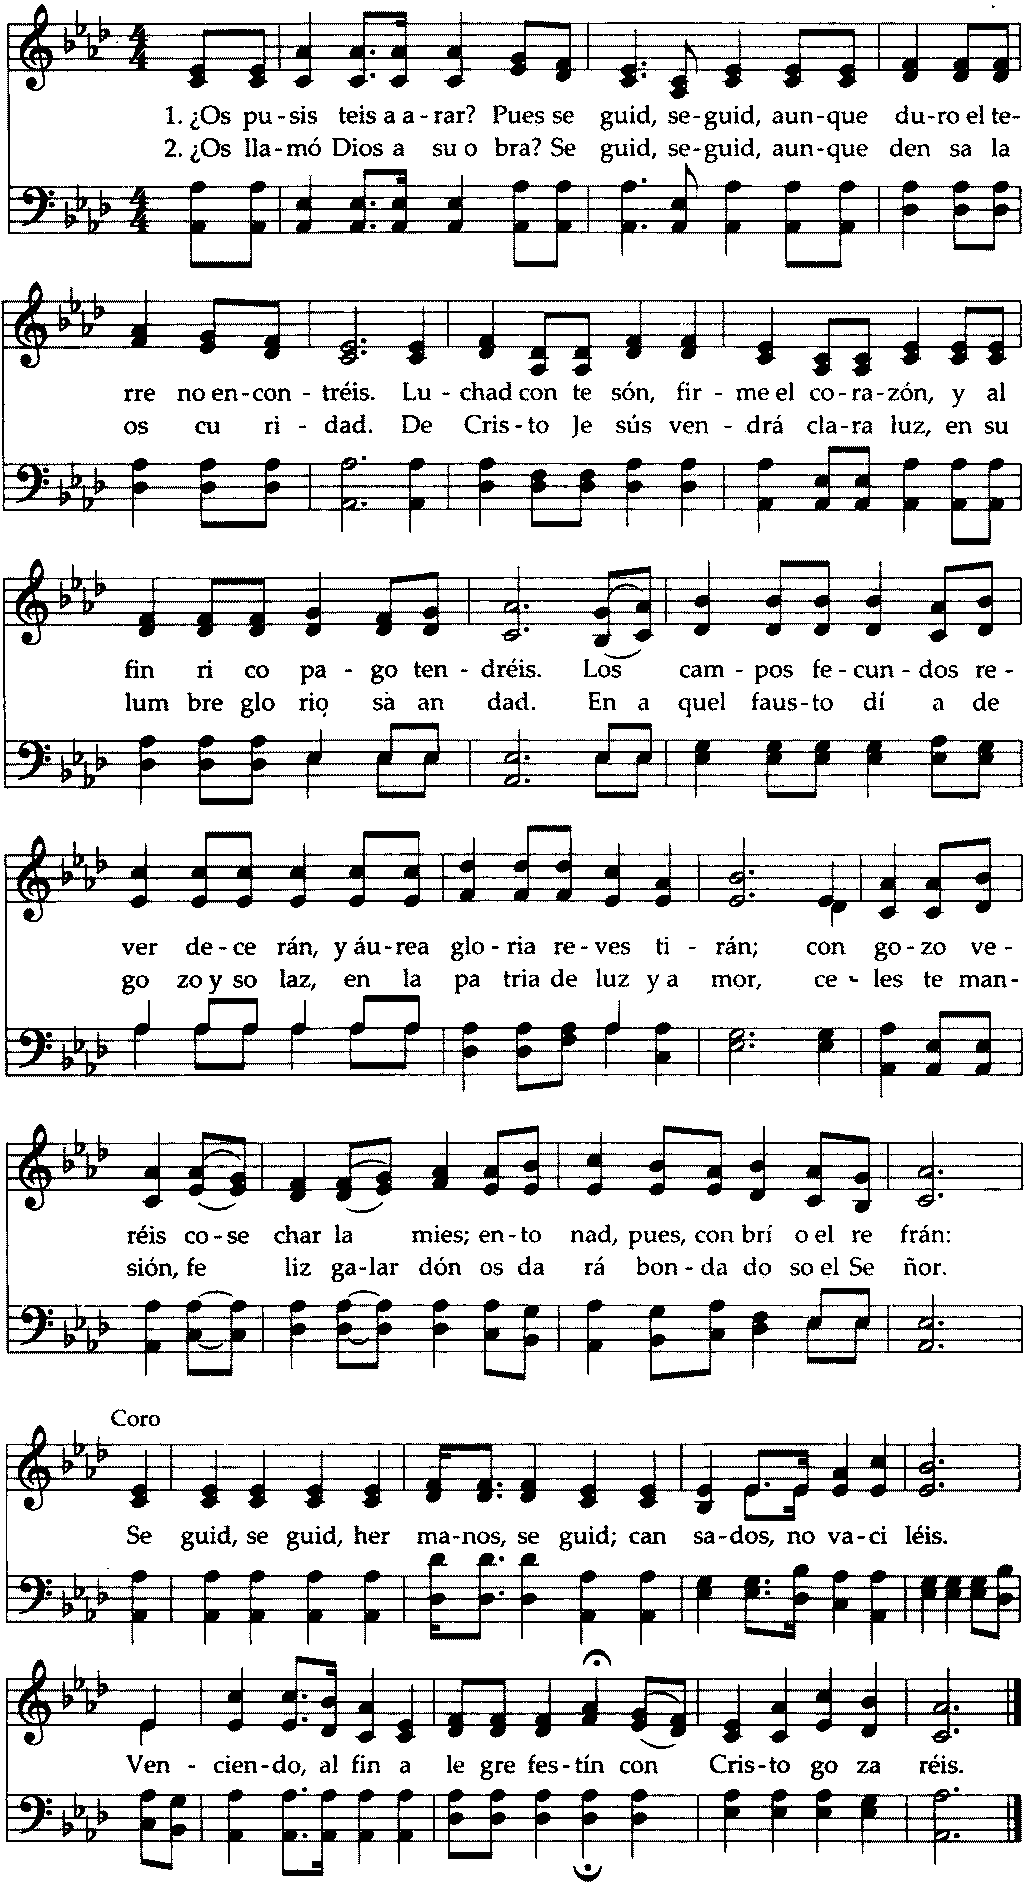 4 4
1. ¿Os pu-sis teis a a-rar? Pues se guid, se-guid, aun-que du-ro el te-
2. ¿Os lla-mó Dios a su o bra? Se guid, se-guid, aun-que den sa la
4 4
rre no en-con-tréis. Lu-chad con te són, fir-me el co-ra-zón, y al
os cu ri-dad. De Cris-to Je sús ven-drá cla-ra luz, en su
fin ri co pa-go ten-dréis. Los cam-pos fe-cun-dos re-
lum bre glo rio sa an dad. En a quel faus-to dí a de
ver de-ce rán, y áu-rea glo-ria re-ves ti-rán; con go-zo ve-
go zo y so laz, en la pa tria de luz y a mor, ce-les te man-
réis co-se char la mies; en-to nad, pues, con brí o el re frán:
sión, fe liz ga-lar dón os da rá bon-da do so el Se ñor.
Coro
Se guid, se guid, her ma-nos, se guid; can sa-dos, no va-ci léis.
Ven-cien-do, al fin a le gre fes-tín con Cris-to go za réis.